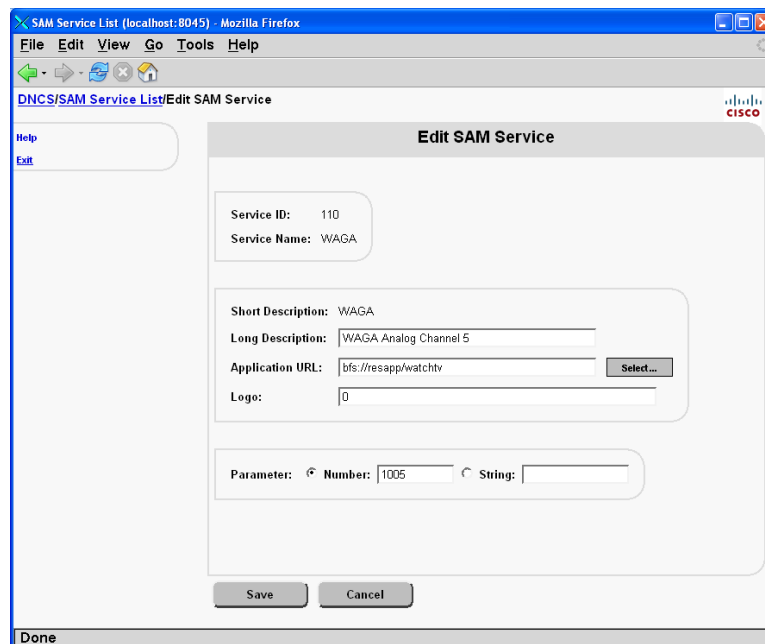 SAM Service List (localhost:8045) - Mozilla Firefox
File Edit View Go Tools Help
DNCS/SAM Service List/Edit SAM Service
CISCO
Help
Exit
Edit SAM Service
Service ID: 110
Service Name: WAGA
Short Description: WAGA
Long Description: WAGA Analog Channel 5
Application URL: bfs://resapp/watchtv Select...
Logo: 0
Parameter: Number: 1005 String:
Save Cancel
Done